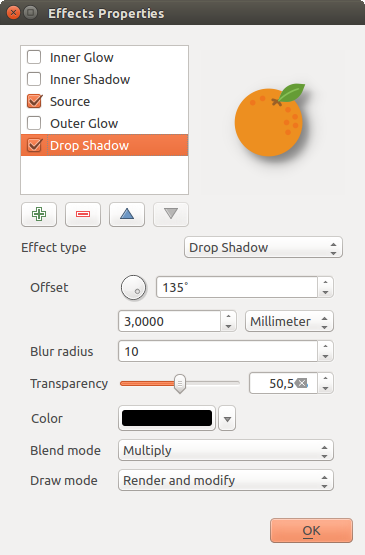 Effects Properties
Inner Glow
Inner Shadow
Source
Outer Glow
Drop Shadow
Effect type Drop Shadow
Offset 135°
3,0000 Millimeter
Blur radius 10
Transparency 50,5
Color
Blend mode Multiply
Draw mode Render and modify
OK